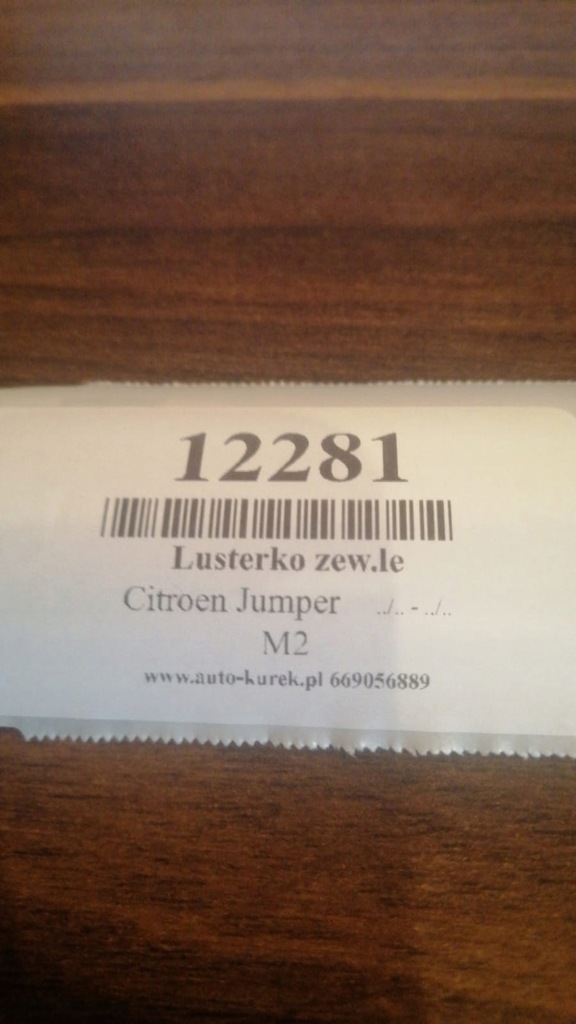 12281
Lusterko zew.le
Citroen Jumper ../.. - ../..
M2
www.auto-kurek.pl 669056889